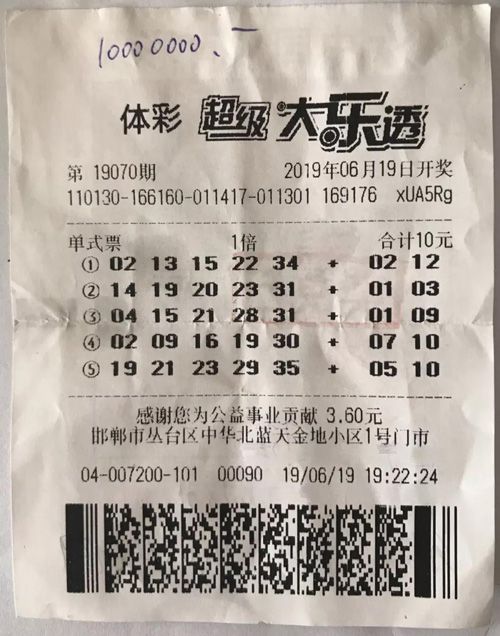 10000000.—
体彩 超级大乐透
第 19070期 2019年06月19日开奖
110130-166160-011417-011301 169176 xUA5Rg
单式票 1倍 合计10元
① 02 13 15 22 34 + 02 12
② 14 19 20 23 31 + 01 03
③ 04 15 21 28 31 + 01 09
④ 02 09 16 19 30 + 07 10
⑤ 19 21 23 29 35 + 05 10
感谢您为公益事业贡献 3.60元
邯郸市丛台区中华北蓝天金地小区1号门市
04-007200-101 00090 19/06/19 19:22:24